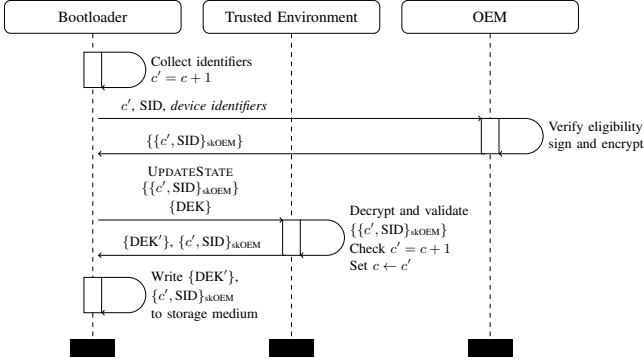 Bootloader
Trusted Environment
OEM
Collect identifiers
c′ = c + 1
c′, SID, device identifiers
Verify eligibility
sign and encrypt
{{c′, SID}skOEM}
UPDATESTATE
{{c′, SID}skOEM}
{DEK}
Decrypt and validate
{{c′, SID}skOEM}
Check c′ = c + 1
Set c ← c′
{DEK′}, {c′, SID}skOEM
Write {DEK′},
{c′, SID}skOEM
to storage medium